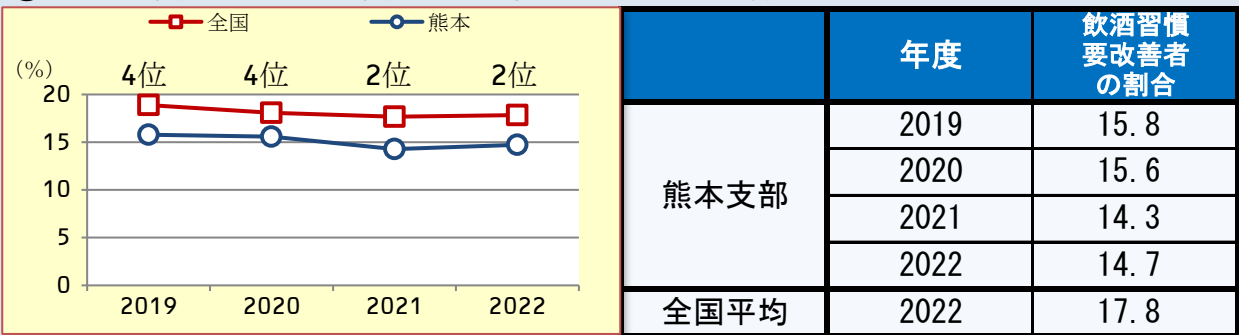 全国 熊本
(%) 4位 4位 2位 2位
20
15
10
5
0
2019 2020 2021 2022
年度 飲酒習慣
要改善者
の割合
熊本支部
2019 15.8
2020 15.6
2021 14.3
2022 14.7
全国平均 2022 17.8